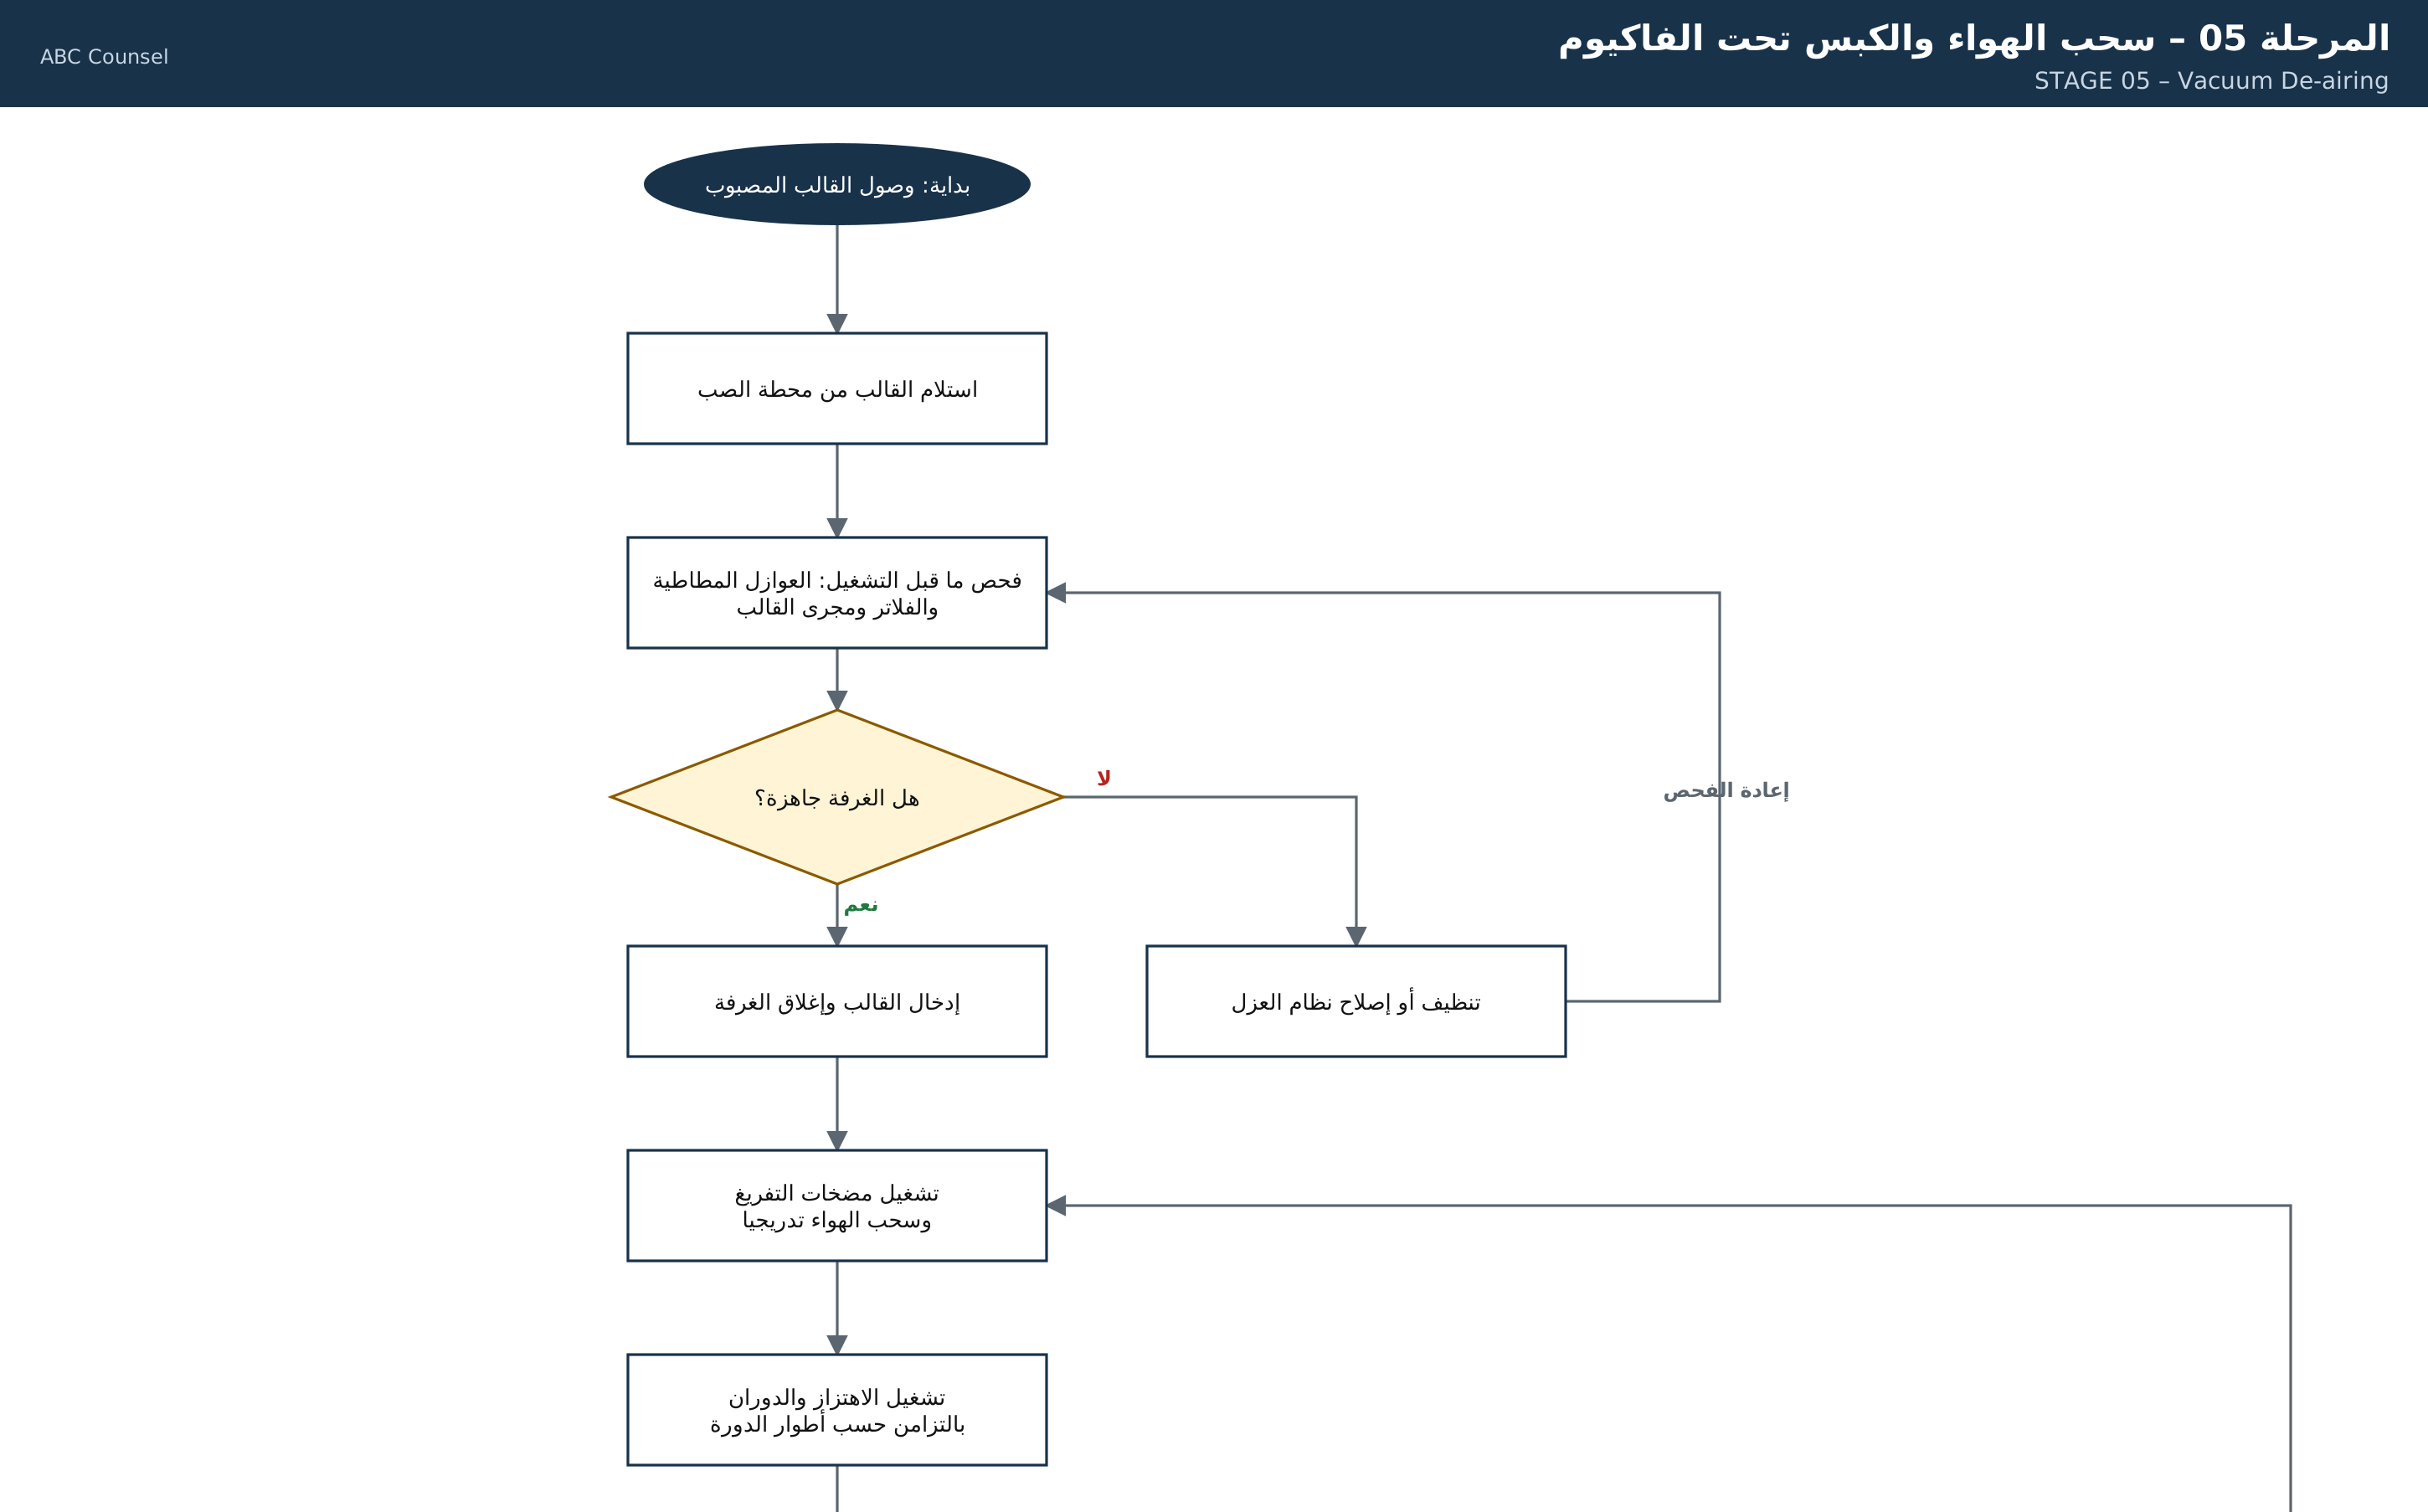 المرحلة 05 – سحب الهواء والكبس تحت الفاكيوم
STAGE 05 – Vacuum De-airing
ABC Counsel
بداية: وصول القالب المصبوب
استلام القالب من محطة الصب
فحص ما قبل التشغيل: العوازل المطاطية
والفلاتر ومجرى القالب
هل الغرفة جاهزة؟
لا
إعادة الفحص
نعم
إدخال القالب وإغلاق الغرفة
تنظيف أو إصلاح نظام العزل
تشغيل مضخات التفريغ
وسحب الهواء تدريجيا
تشغيل الاهتزاز والدوران
بالتزامن حسب أطوار الدورة